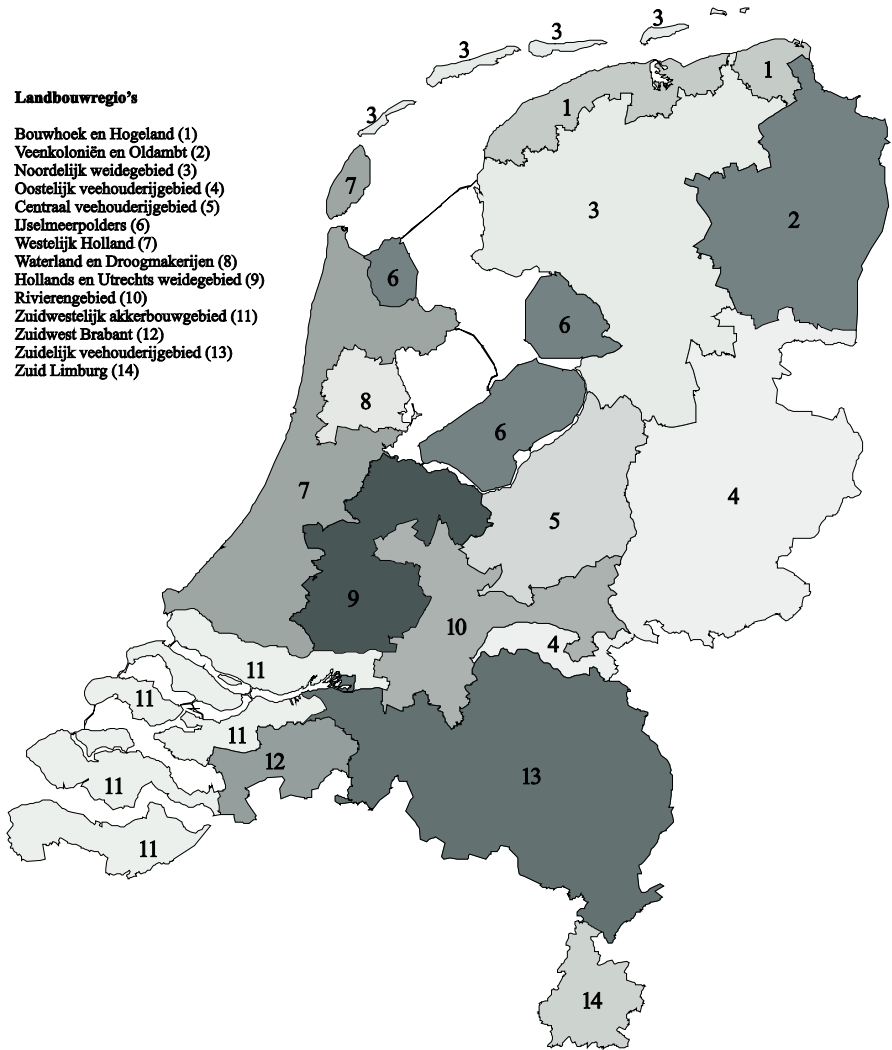 Landbouwregio's
Bouwhoek en Hogeland (1)
Veenkoloniën en Oldambt (2)
Noordelijk weidegebied (3)
Oostelijk veehouderijgebied (4)
Centraal veehouderijgebied (5)
IJselmeerpolders (6)
Westelijk Holland (7)
Waterland en Droogmakerijen (8)
Hollands en Utrechts weidegebied (9)
Rivierengebied (10)
Zuidwestelijk akkerbouwgebied (11)
Zuidwest Brabant (12)
Zuidelijk veehouderijgebied (13)
Zuid Limburg (14)
3
3
3
3
1
1
7
3
2
6
6
8
6
7
4
5
9
10
4
11
11
11
12
11
13
11
14